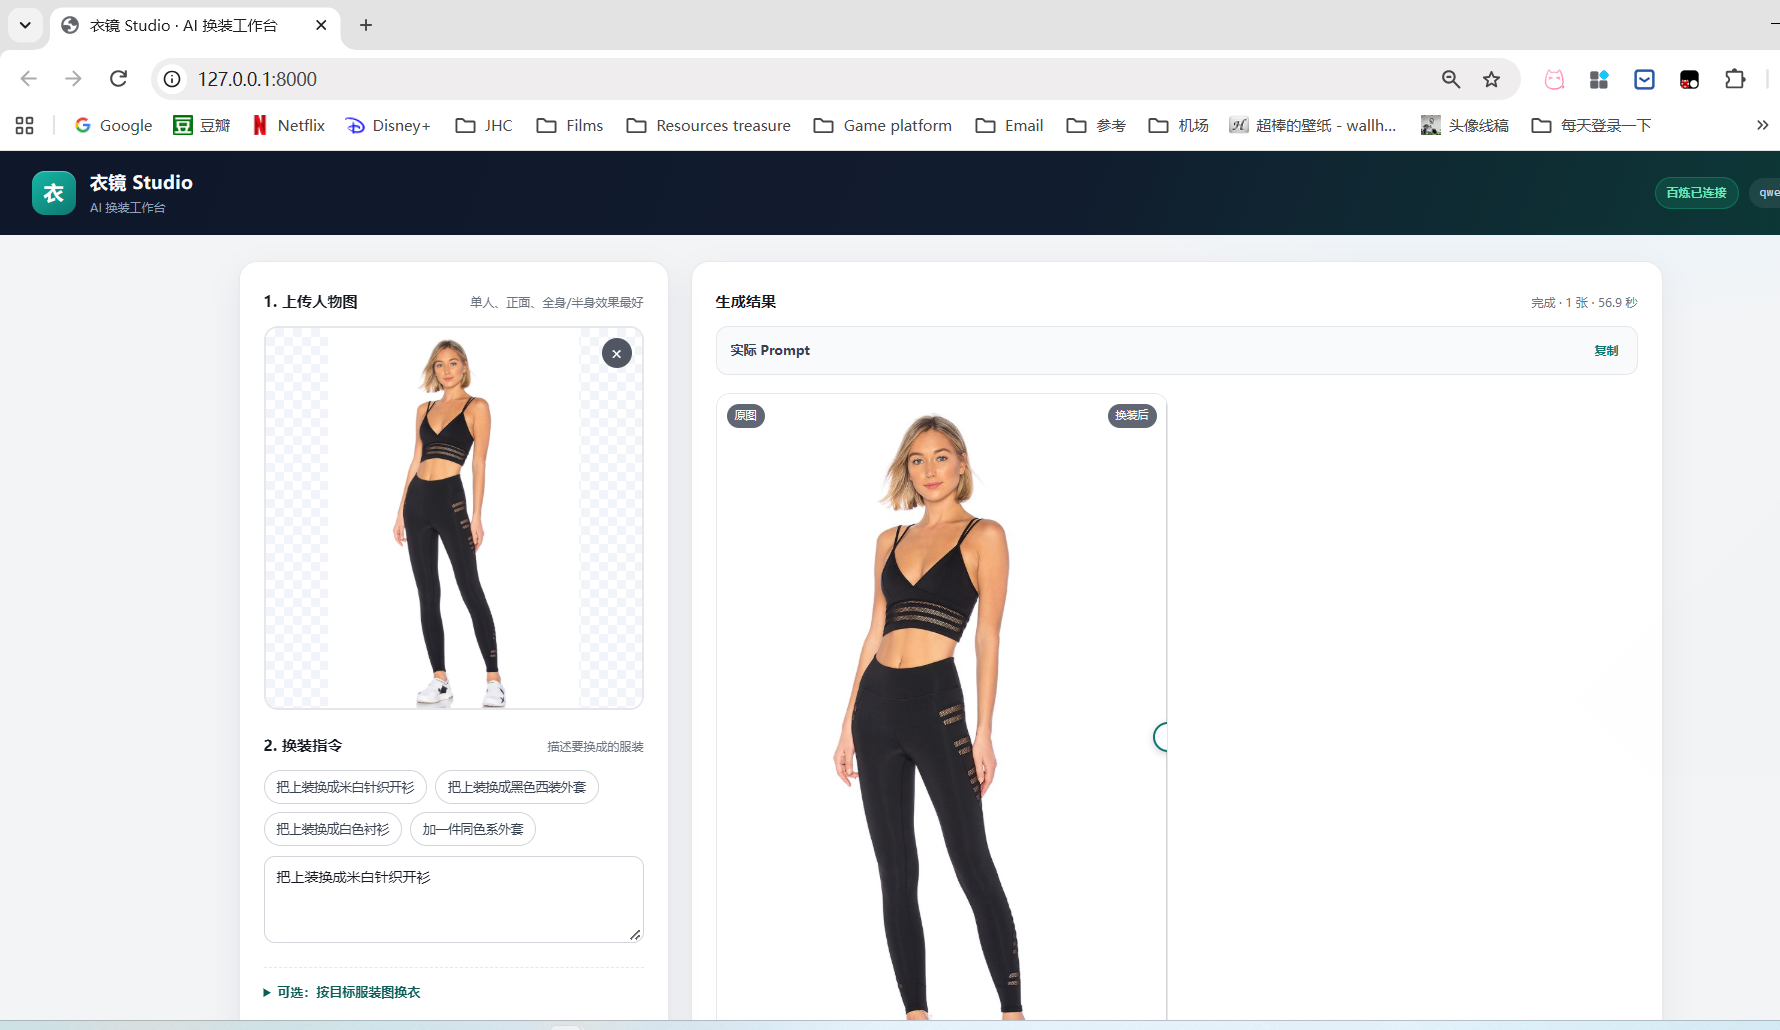 衣镜 Studio · AI 换装工作台
127.0.0.1:8000
Google
豆瓣
Netflix
Disney+
JHC
Films
Resources treasure
Game platform
Email
参考
机场
超棒的壁纸 - wallh...
头像线稿
每天登录一下
衣
衣镜 Studio
AI 换装工作台
百炼已连接
qwe
1. 上传人物图
单人、正面、全身/半身效果最好
2. 换装指令
描述要换成的服装
把上装换成米白针织开衫
把上装换成黑色西装外套
把上装换成白色衬衫
加一件同色系外套
把上装换成米白针织开衫
可选：按目标服装图换衣
生成结果
完成 · 1 张 · 56.9 秒
实际 Prompt
复制
原图
换装后